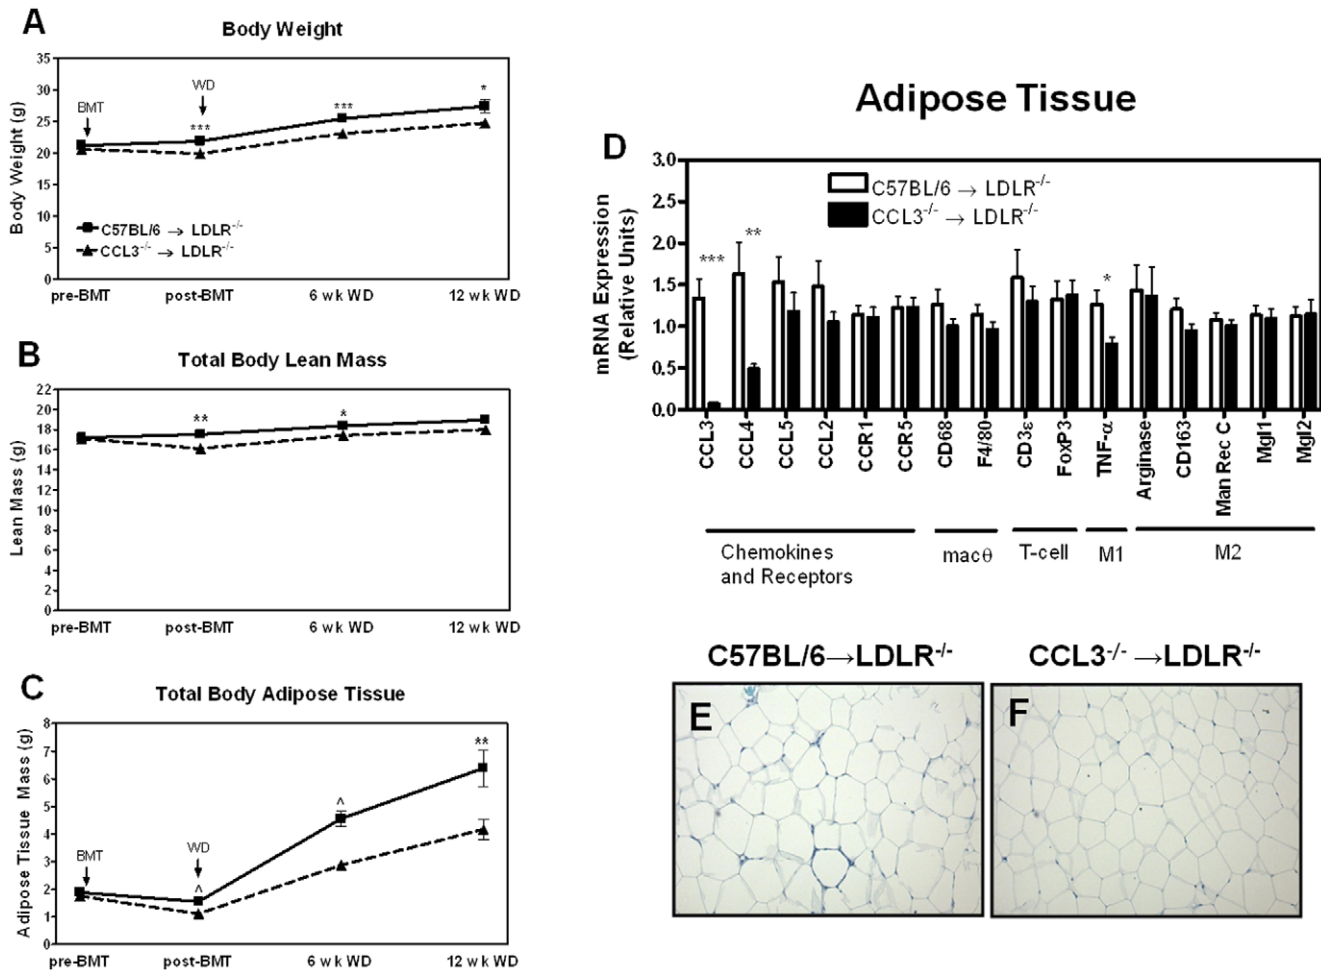 A
Body Weight
Body Weight (g)
35
30
25
20
15
10
5
0
BMT
WD
***
***
*
C57BL/6 → LDLR-/-
CCL3-/- → LDLR-/-
pre-BMT
post-BMT
6 wk WD
12 wk WD
B
Total Body Lean Mass
Lean Mass (g)
22
20
18
16
14
12
10
8
6
4
2
0
**
*
pre-BMT
post-BMT
6 wk WD
12 wk WD
C
Total Body Adipose Tissue
Adipose Tissue Mass (g)
8
7
6
5
4
3
2
1
0
BMT
WD
^
^
**
pre-BMT
post-BMT
6 wk WD
12 wk WD
Adipose Tissue
D
mRNA Expression
(Relative Units)
3.0
2.5
2.0
1.5
1.0
0.5
0.0
C57BL/6 → LDLR-/-
CCL3-/- → LDLR-/-
***
**
*
CCL3
CCL4
CCL5
CCL2
CCR1
CCR5
CD68
F4/80
CD3ε
FoxP3
TNF-α
Arginase
CD163
Man Rec C
Mgl1
Mgl2
Chemokines
and Receptors
macθ
T-cell
M1
M2
C57BL/6→LDLR-/-
CCL3-/- →LDLR-/-
E
F